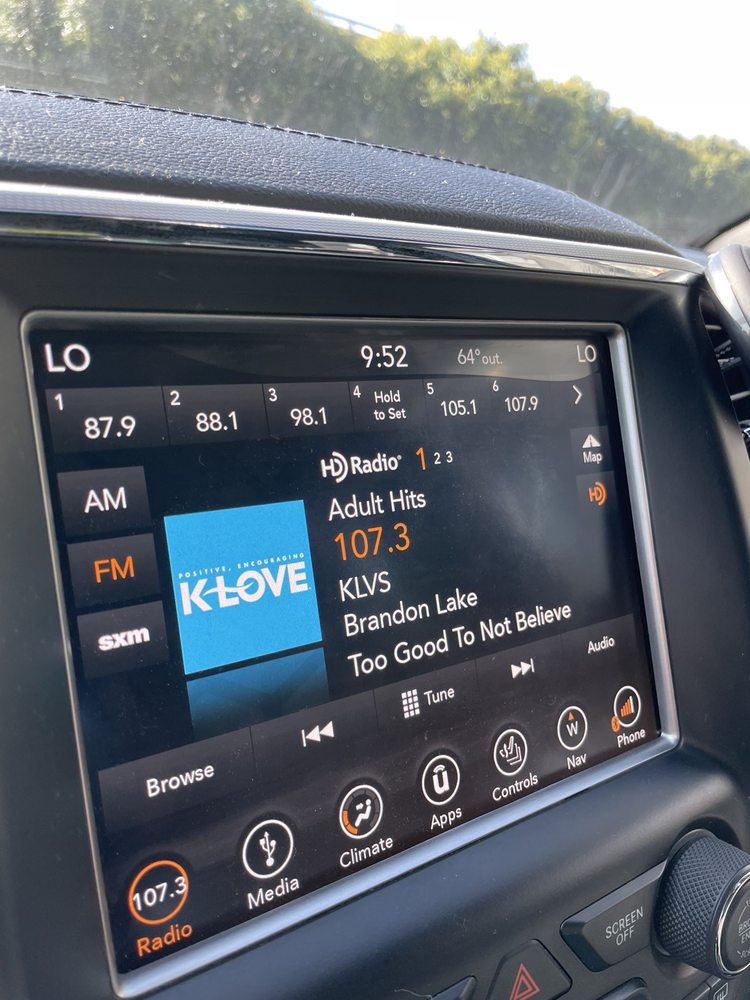 LO 9:52 64° out. LO
1 87.9
2 88.1
3 98.1
4 Hold to Set
5 105.1
6 107.9
>
AM
FM
sxm
HD Radio® 1 2 3
Adult Hits
107.3
KLVS
Brandon Lake
Too Good To Not Believe
POSITIVE, ENCOURAGING
K-LOVE
Map
HD
Browse
Tune
Audio
107.3
Radio
Media
Climate
Apps
Controls
W
Nav
Phone
SCREEN
OFF